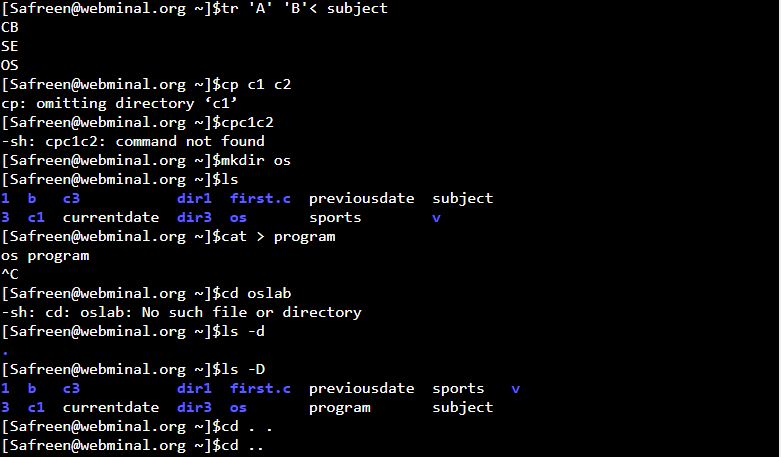 [Safreen@webminal.org ~]$tr 'A' 'B'< subject
CB
SE
OS
[Safreen@webminal.org ~]$cp c1 c2
cp: omitting directory ‘c1’
[Safreen@webminal.org ~]$cpc1c2
-sh: cpc1c2: command not found
[Safreen@webminal.org ~]$mkdir os
[Safreen@webminal.org ~]$ls
1  b   c3           dir1  first.c  previousdate  subject
3  c1  currentdate  dir3  os       sports        v
[Safreen@webminal.org ~]$cat > program
os program
^C
[Safreen@webminal.org ~]$cd oslab
-sh: cd: oslab: No such file or directory
[Safreen@webminal.org ~]$ls -d
.
[Safreen@webminal.org ~]$ls -D
1  b   c3           dir1  first.c  previousdate  sports   v
3  c1  currentdate  dir3  os       program       subject
[Safreen@webminal.org ~]$cd . .
[Safreen@webminal.org ~]$cd ..